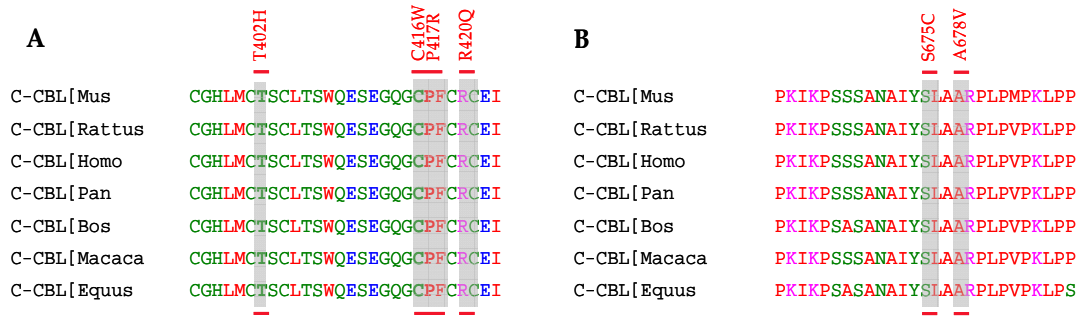 A
T402H
C416W
P417R
R420Q
C-CBL[Mus CGHLMCTSCLTSWQESEGQGCPFCRCEI
C-CBL[Rattus CGHLMCTSCLTSWQESEGQGCPFCRCEI
C-CBL[Homo CGHLMCTSCLTSWQESEGQGCPFCRCEI
C-CBL[Pan CGHLMCTSCLTSWQESEGQGCPFCRCEI
C-CBL[Bos CGHLMCTSCLTSWQESEGQGCPFCRCEI
C-CBL[Macaca CGHLMCTSCLTSWQESEGQGCPFCRCEI
C-CBL[Equus CGHLMCTSCLTSWQESEGQGCPFCRCEI
B
S675C
A678V
C-CBL[Mus PKIKPSSSANAIYSLAARPLPMPKLPP
C-CBL[Rattus PKIKPSSSANAIYSLAARPLPVPKLPP
C-CBL[Homo PKIKPSSSANAIYSLAARPLPVPKLPP
C-CBL[Pan PKIKPSSSANAIYSLAARPLPVPKLPP
C-CBL[Bos PKIKPSASANAIYSLAARPLPVPKLPP
C-CBL[Macaca PKIKPSSSANAIYSLAARPLPVPKLPP
C-CBL[Equus PKIKPSASANAIYSLAARPLPVPKLPS